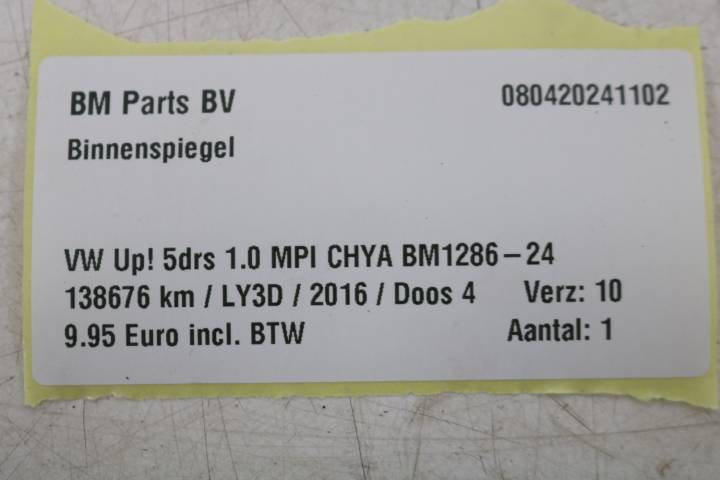 BM Parts BV 080420241102
Binnenspiegel
VW Up! 5drs 1.0 MPI CHYA BM1286-24
138676 km / LY3D / 2016 / Doos 4 Verz: 10
9.95 Euro incl. BTW Aantal: 1